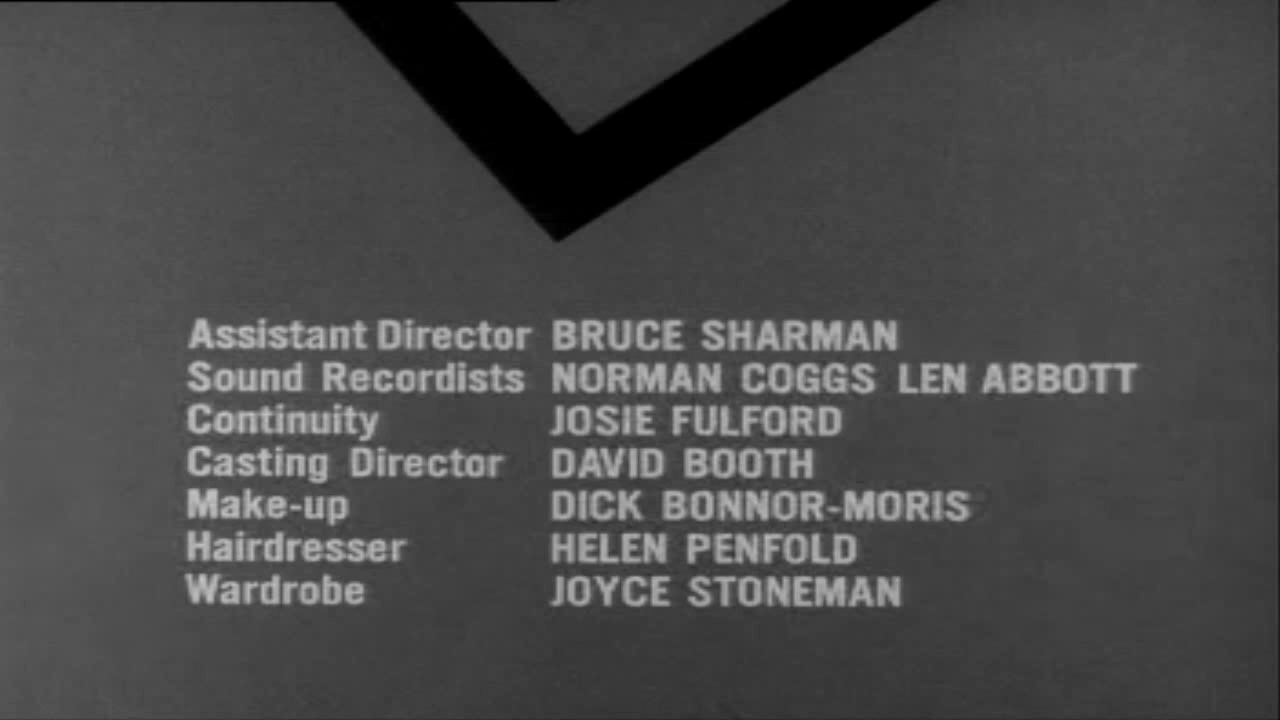 Assistant Director BRUCE SHARMAN
Sound Recordists NORMAN COGGS LEN ABBOTT
Continuity JOSIE FULFORD
Casting Director DAVID BOOTH
Make-up DICK BONNOR-MORIS
Hairdresser HELEN PENFOLD
Wardrobe JOYCE STONEMAN